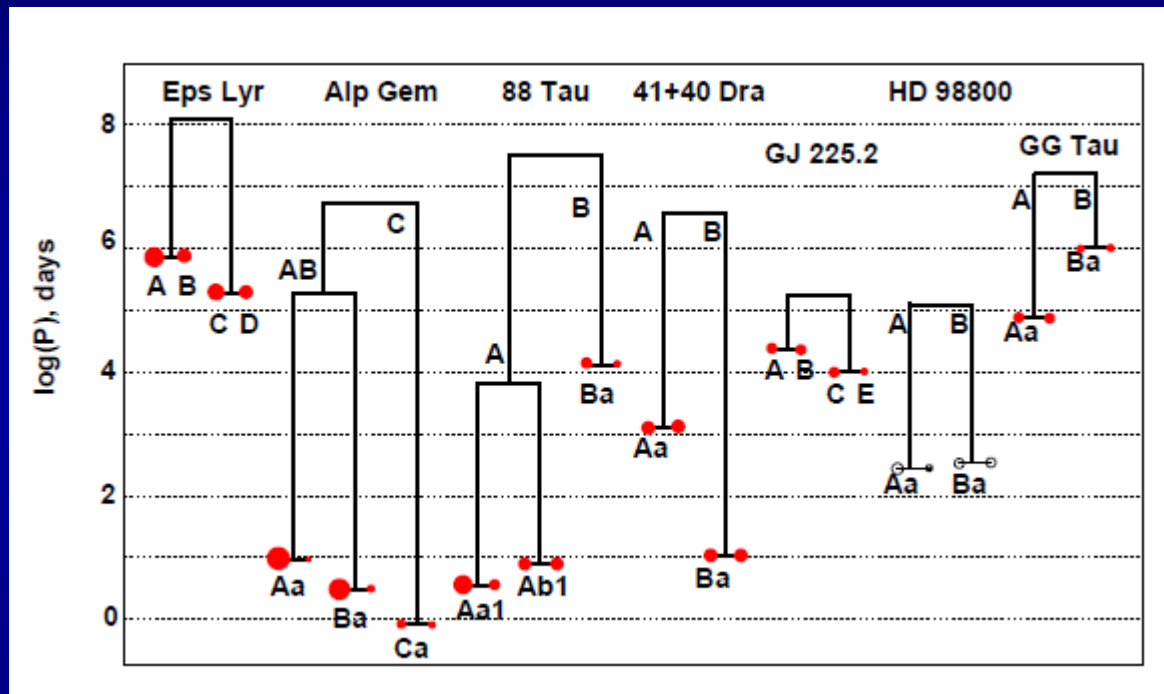 Eps Lyr Alp Gem 88 Tau 41+40 Dra HD 98800
GJ 225.2 GG Tau
log(P), days
8
6
4
2
0
A B
C D
AB
C
Aa
Ba
Ca
A
B
Aa1
Ab1
Ba
A B
Aa
Ba
A B
C E
A B
Aa Ba
A B
Aa
Ba